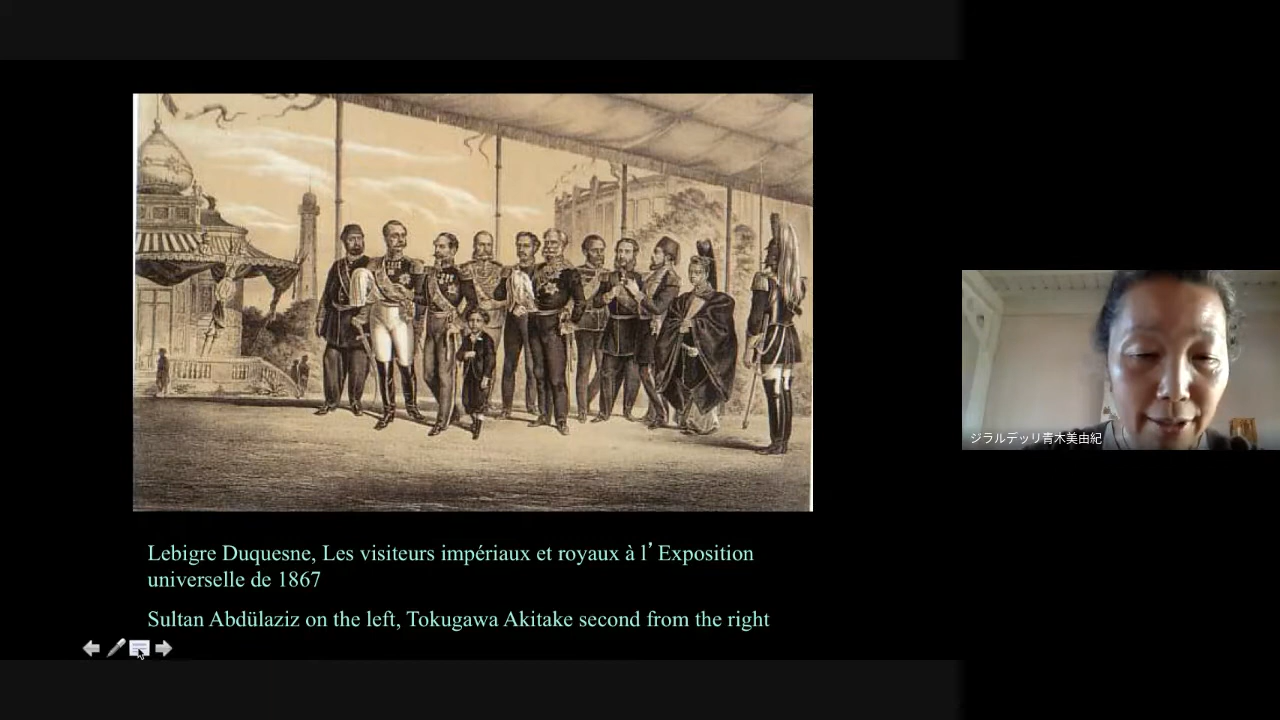 Lebigre Duquesne, Les visiteurs impériaux et royaux à l’Exposition
universelle de 1867
Sultan Abdülaziz on the left, Tokugawa Akitake second from the right
ジラルデッリ青木美由紀